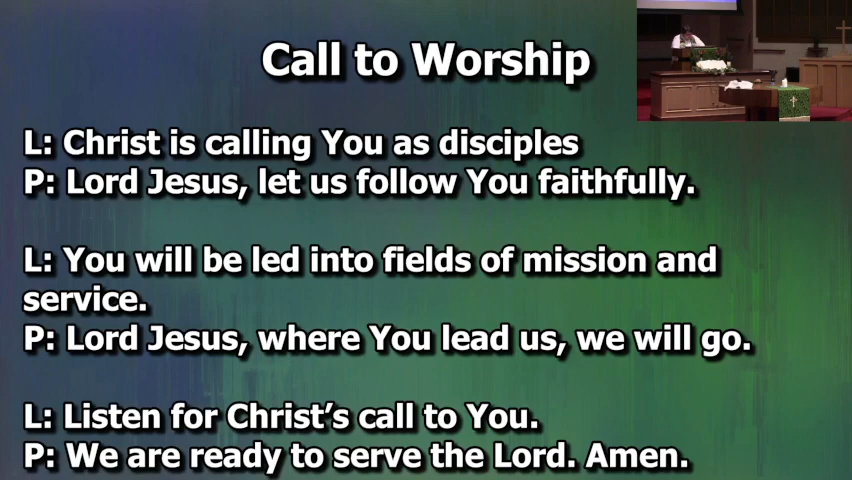 Call to Worship
L: Christ is calling You as disciples
P: Lord Jesus, let us follow You faithfully.
L: You will be led into fields of mission and
service.
P: Lord Jesus, where You lead us, we will go.
L: Listen for Christ’s call to You.
P: We are ready to serve the Lord. Amen.